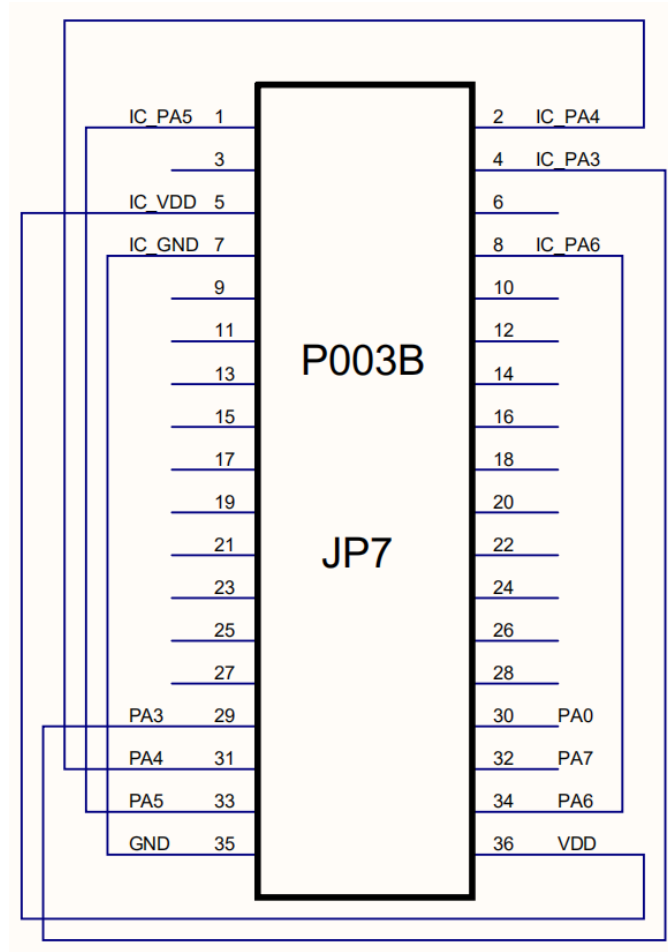 IC_PA5 1 2 IC_PA4
3 4 IC_PA3
IC_VDD 5 6
IC_GND 7 8 IC_PA6
9 10
11 12
P003B
13 14
15 16
17 18
19 20
JP7
21 22
23 24
25 26
27 28
PA3 29 30 PA0
PA4 31 32 PA7
PA5 33 34 PA6
GND 35 36 VDD